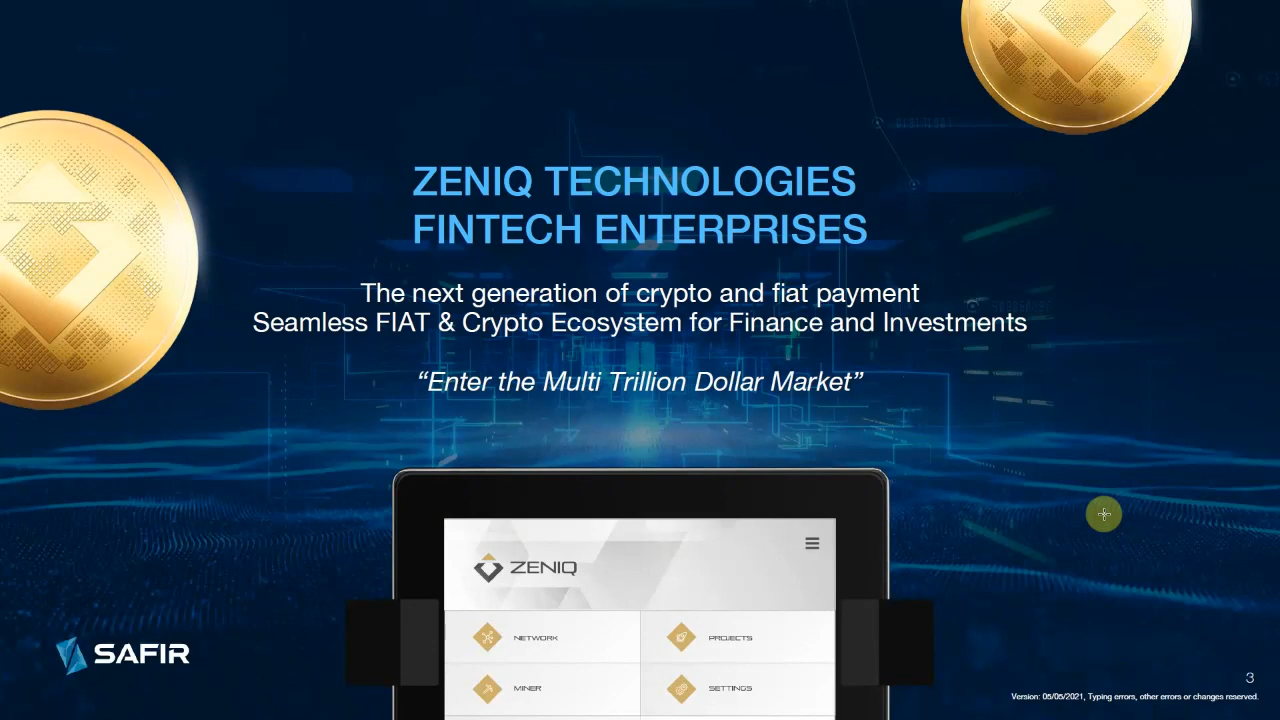 ZENIQ TECHNOLOGIES
FINTECH ENTERPRISES
The next generation of crypto and fiat payment
Seamless FIAT & Crypto Ecosystem for Finance and Investments
“Enter the Multi Trillion Dollar Market”
ZENIQ
NETWORK
PROJECTS
MINER
SETTINGS
SAFIR
3
Version: 05/05/2021, Typing errors, other errors or changes reserved.